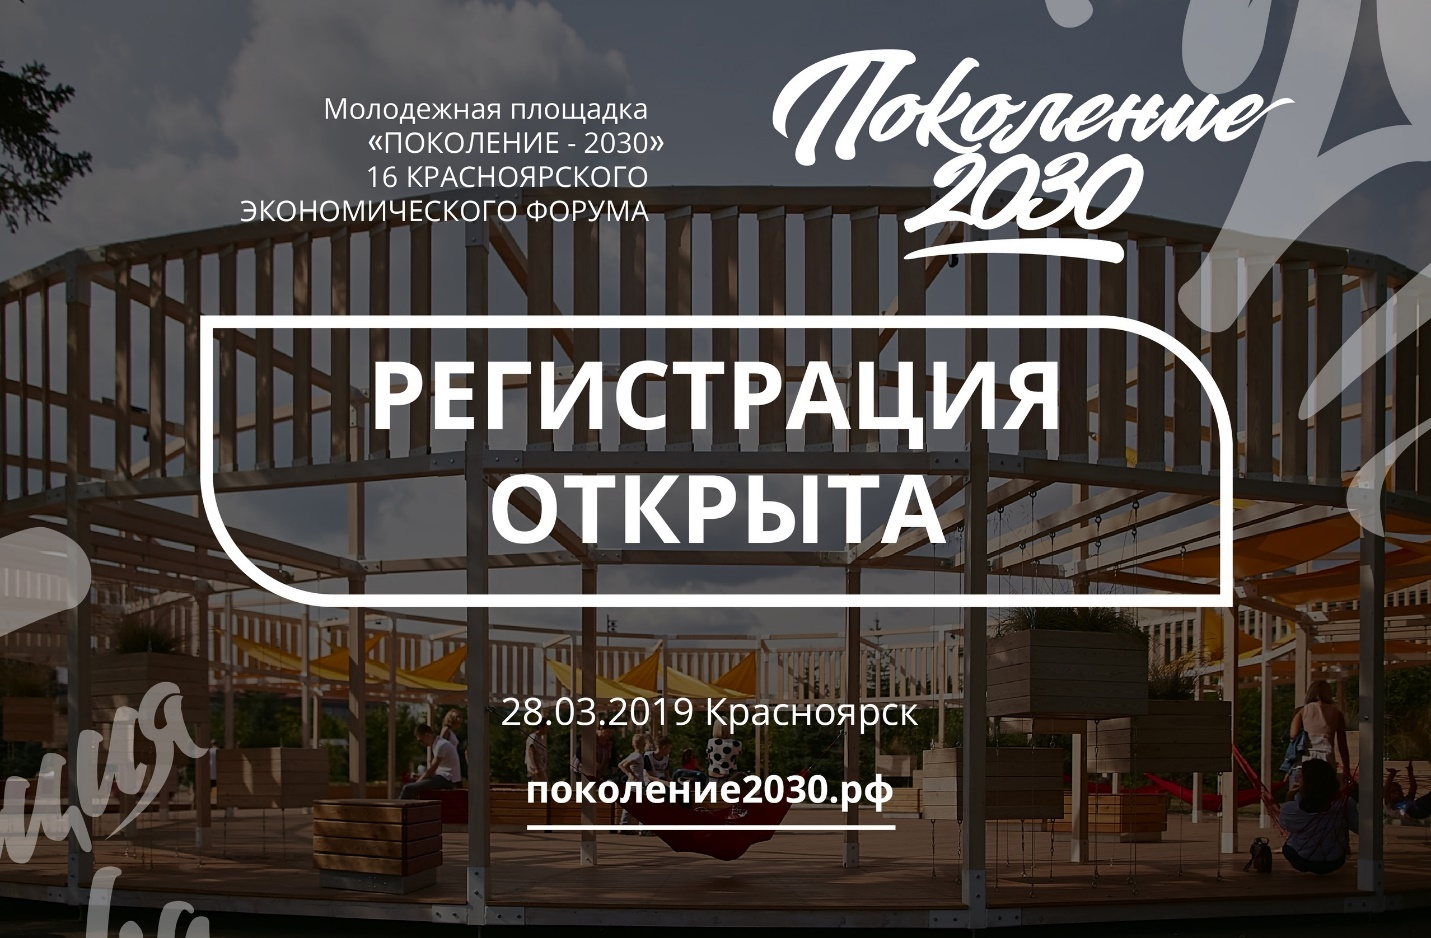 Молодежная площадка
«ПОКОЛЕНИЕ - 2030»
16 КРАСНОЯРСКОГО
ЭКОНОМИЧЕСКОГО ФОРУМА
Поколение
2030
РЕГИСТРАЦИЯ
ОТКРЫТА
28.03.2019 Красноярск
поколение2030.рф